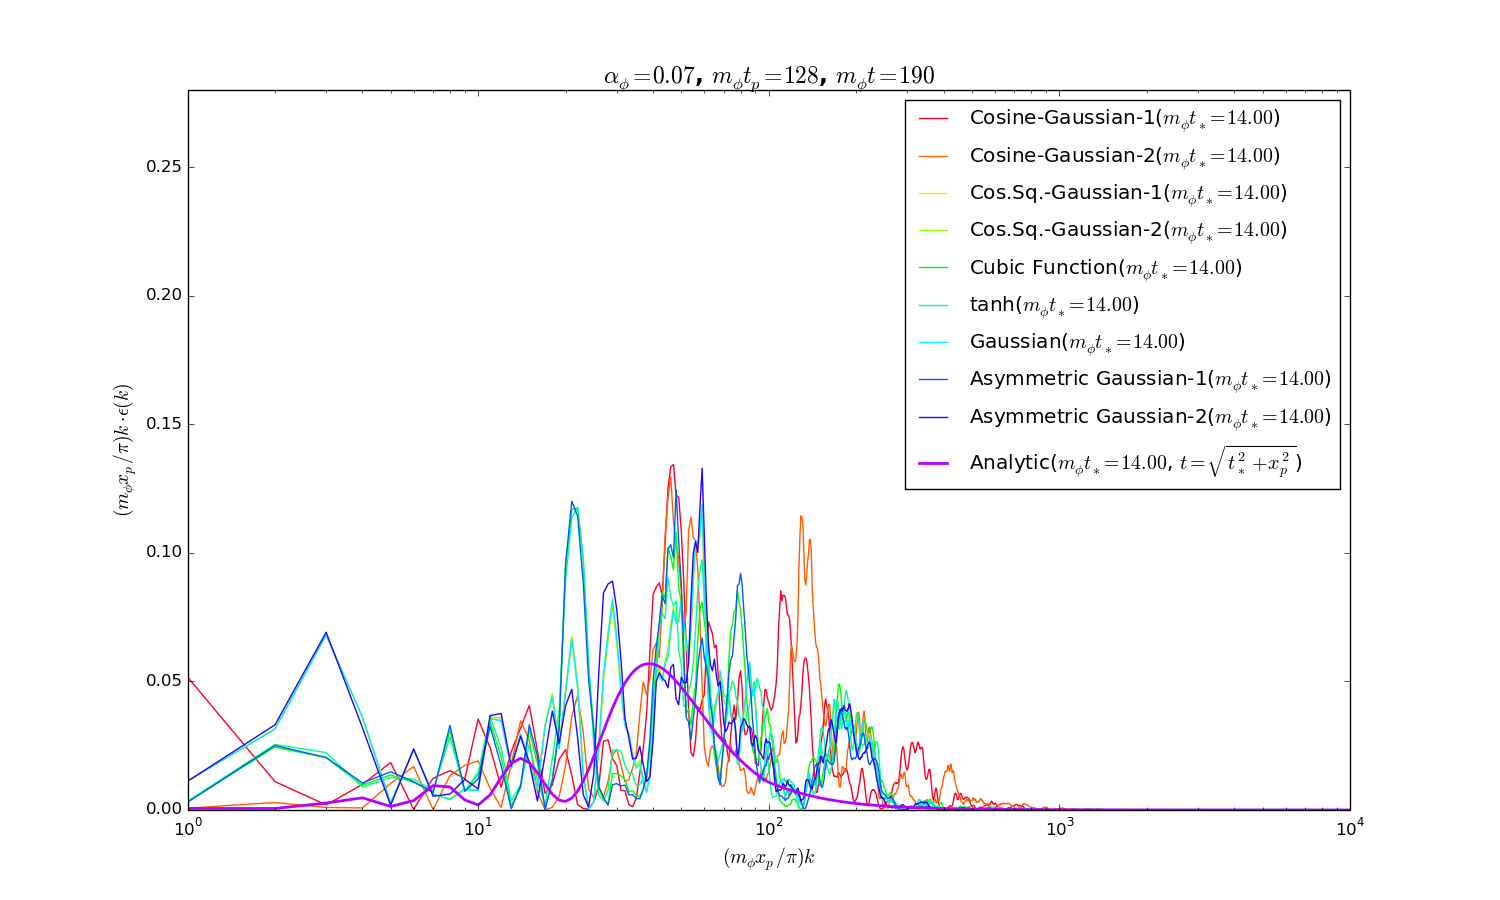 α_ϕ=0.07, m_ϕt_p=128, m_ϕt=190
Cosine-Gaussian-1(m_ϕt_*=14.00)
Cosine-Gaussian-2(m_ϕt_*=14.00)
Cos.Sq.-Gaussian-1(m_ϕt_*=14.00)
Cos.Sq.-Gaussian-2(m_ϕt_*=14.00)
Cubic Function(m_ϕt_*=14.00)
tanh(m_ϕt_*=14.00)
Gaussian(m_ϕt_*=14.00)
Asymmetric Gaussian-1(m_ϕt_*=14.00)
Asymmetric Gaussian-2(m_ϕt_*=14.00)
Analytic(m_ϕt_*=14.00, t=√(t_*^2+x_p^2))
0.25
0.20
0.15
0.10
0.05
0.00
(m_ϕx_p/π)k·ϵ(k)
10^0 10^1 10^2 10^3 10^4
(m_ϕx_p/π)k